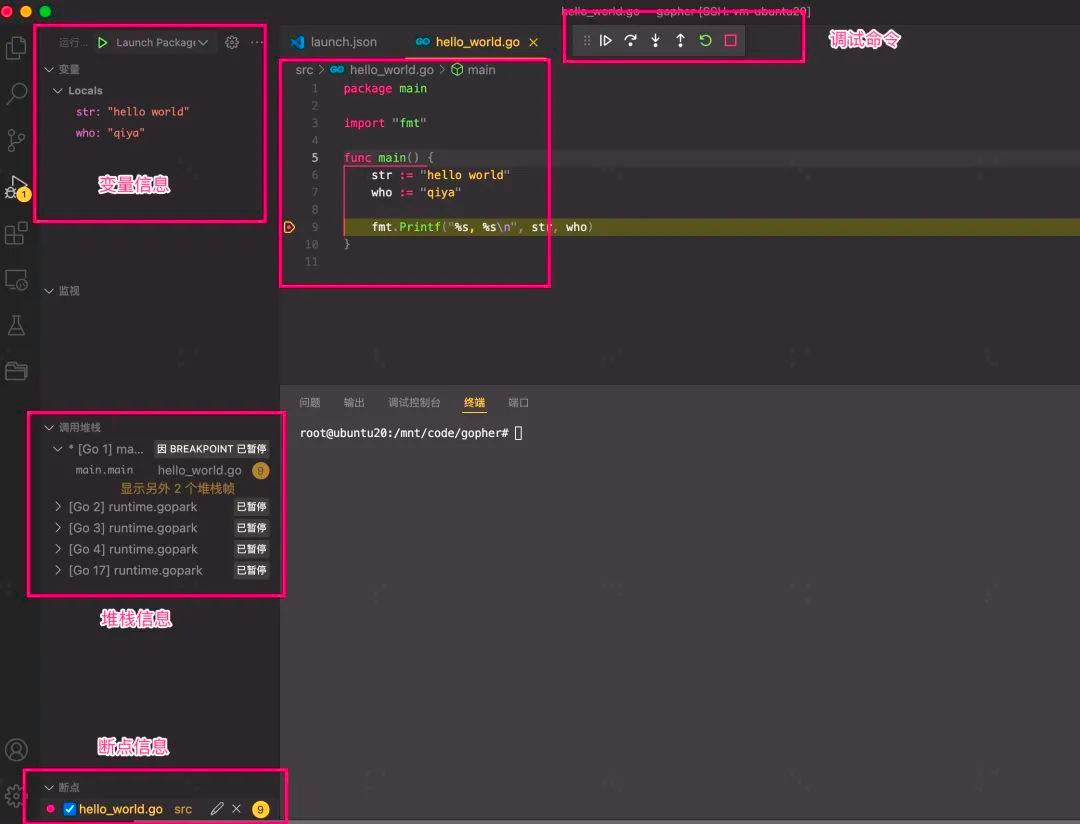 hello_world.go — gopher [SSH: vm-ubuntu20]
运行... Launch Package
launch.json
hello_world.go
调试命令
变量
Locals
str: "hello world"
who: "qiya"
变量信息
1
监视
src > hello_world.go > main
1 package main
2
3 import "fmt"
4
5 func main() {
6 str := "hello world"
7 who := "qiya"
8
9 fmt.Printf("%s, %s\n", str, who)
10 }
11
问题 输出 调试控制台 终端 端口
root@ubuntu20:/mnt/code/gopher#
调用堆栈
* [Go 1] ma... 因 BREAKPOINT 已暂停
main.main hello_world.go 9
显示另外 2 个堆栈帧
[Go 2] runtime.gopark 已暂停
[Go 3] runtime.gopark 已暂停
[Go 4] runtime.gopark 已暂停
[Go 17] runtime.gopark 已暂停
堆栈信息
断点信息
断点
hello_world.go src 9